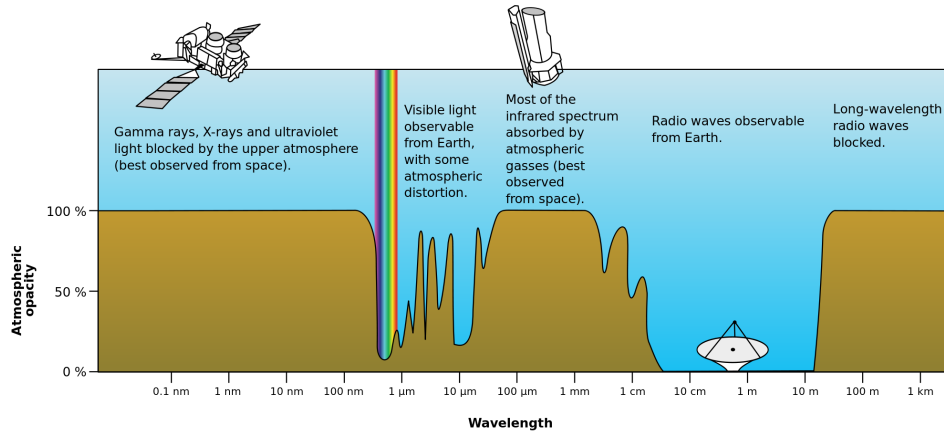 Gamma rays, X-rays and ultraviolet
light blocked by the upper atmosphere
(best observed from space).
Visible light
observable
from Earth,
with some
atmospheric
distortion.
Most of the
infrared spectrum
absorbed by
atmospheric
gasses (best
observed
from space).
Radio waves observable
from Earth.
Long-wavelength
radio waves
blocked.
Atmospheric
opacity
100 %
50 %
0 %
0.1 nm
1 nm
10 nm
100 nm
1 µm
10 µm
100 µm
1 mm
1 cm
10 cm
1 m
10 m
100 m
1 km
Wavelength